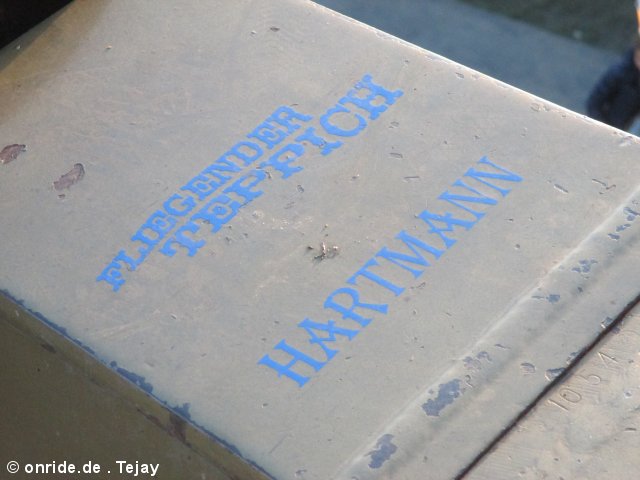 FLIEGENDER
TEPPICH
HARTMANN
© onride.de . Tejay